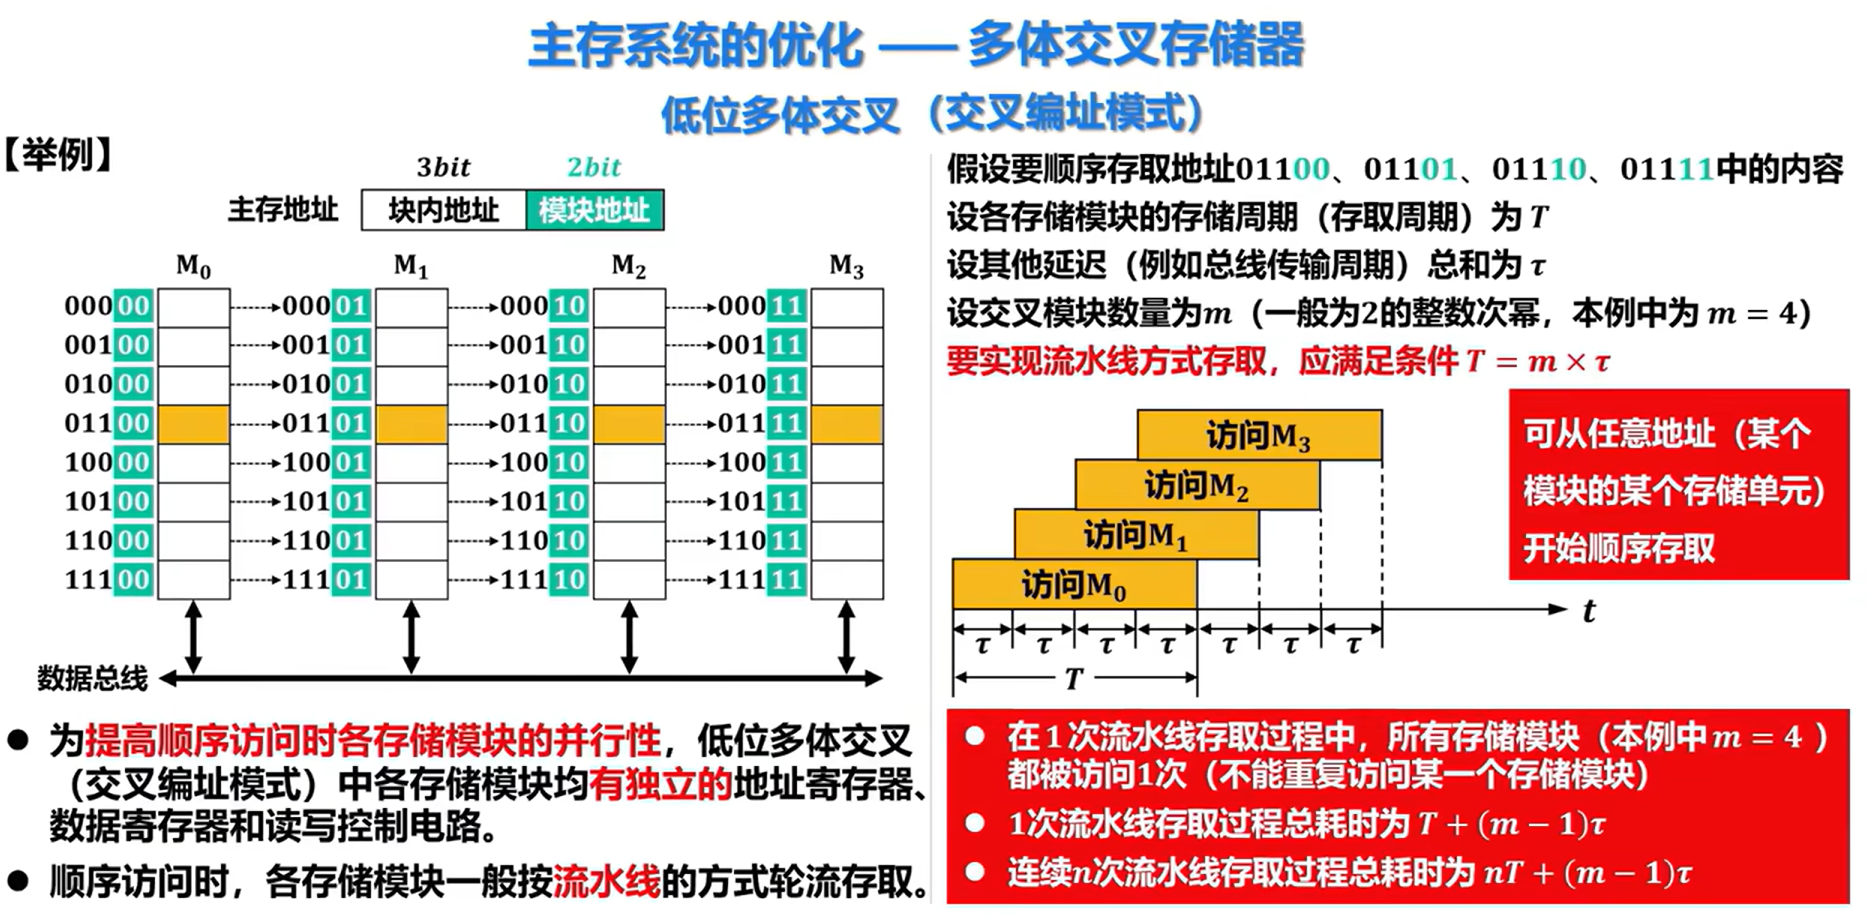 主存系统的优化 —— 多体交叉存储器
低位多体交叉（交叉编址模式）
【举例】
3bit 2bit
主存地址 块内地址 模块地址
M0 M1 M2 M3
00000 00001 00010 00011
00100 00101 00110 00111
01000 01001 01010 01011
01100 01101 01110 01111
10000 10001 10010 10011
10100 10101 10110 10111
11000 11001 11010 11011
11100 11101 11110 11111
数据总线
● 为提高顺序访问时各存储模块的并行性，低位多体交叉
（交叉编址模式）中各存储模块均有独立的地址寄存器、
数据寄存器和读写控制电路。
● 顺序访问时，各存储模块一般按流水线的方式轮流存取。
假设要顺序存取地址01100、01101、01110、01111中的内容
设各存储模块的存储周期（存取周期）为 T
设其他延迟（例如总线传输周期）总和为 τ
设交叉模块数量为m（一般为2的整数次幂，本例中为 m = 4）
要实现流水线方式存取，应满足条件 T = m × τ
访问M3
访问M2
访问M1
访问M0
t
τ τ τ τ τ τ τ
T
可从任意地址（某个
模块的某个存储单元）
开始顺序存取
● 在1次流水线存取过程中，所有存储模块（本例中 m = 4 ）
都被访问1次（不能重复访问某一个存储模块）
● 1次流水线存取过程总耗时为 T + (m − 1)τ
● 连续n次流水线存取过程总耗时为 nT + (m − 1)τ